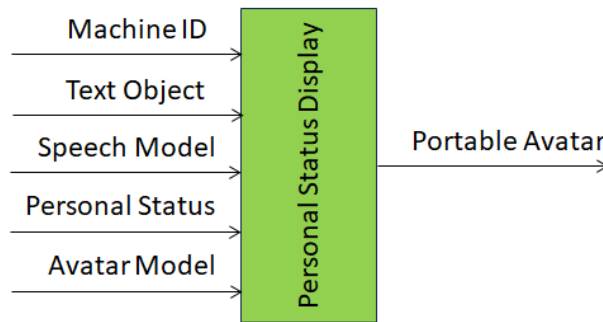 Machine ID
Text Object
Speech Model
Personal Status
Avatar Model
Personal Status Display
Portable Avatar